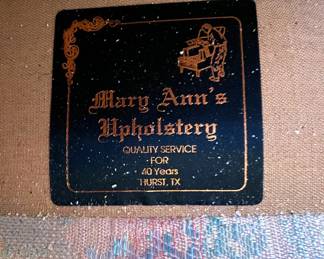 Mary Ann's
Upholstery
QUALITY SERVICE
FOR
40 Years
HURST, TX